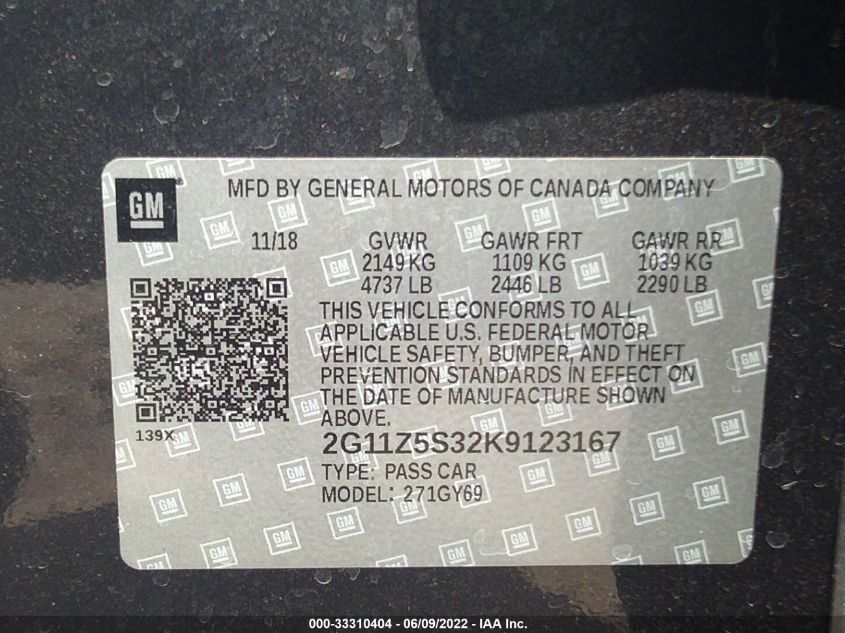 GM
MFD BY GENERAL MOTORS OF CANADA COMPANY
11/18 GVWR GAWR FRT GAWR RR
2149 KG 1109 KG 1039 KG
4737 LB 2446 LB 2290 LB
THIS VEHICLE CONFORMS TO ALL
APPLICABLE U.S. FEDERAL MOTOR
VEHICLE SAFETY, BUMPER, AND THEFT
PREVENTION STANDARDS IN EFFECT ON
THE DATE OF MANUFACTURE SHOWN
ABOVE.
139X
2G11Z5S32K9123167
TYPE: PASS CAR
MODEL: 271GY69
000-33310404 / 06/09/2022 - IAA Inc.